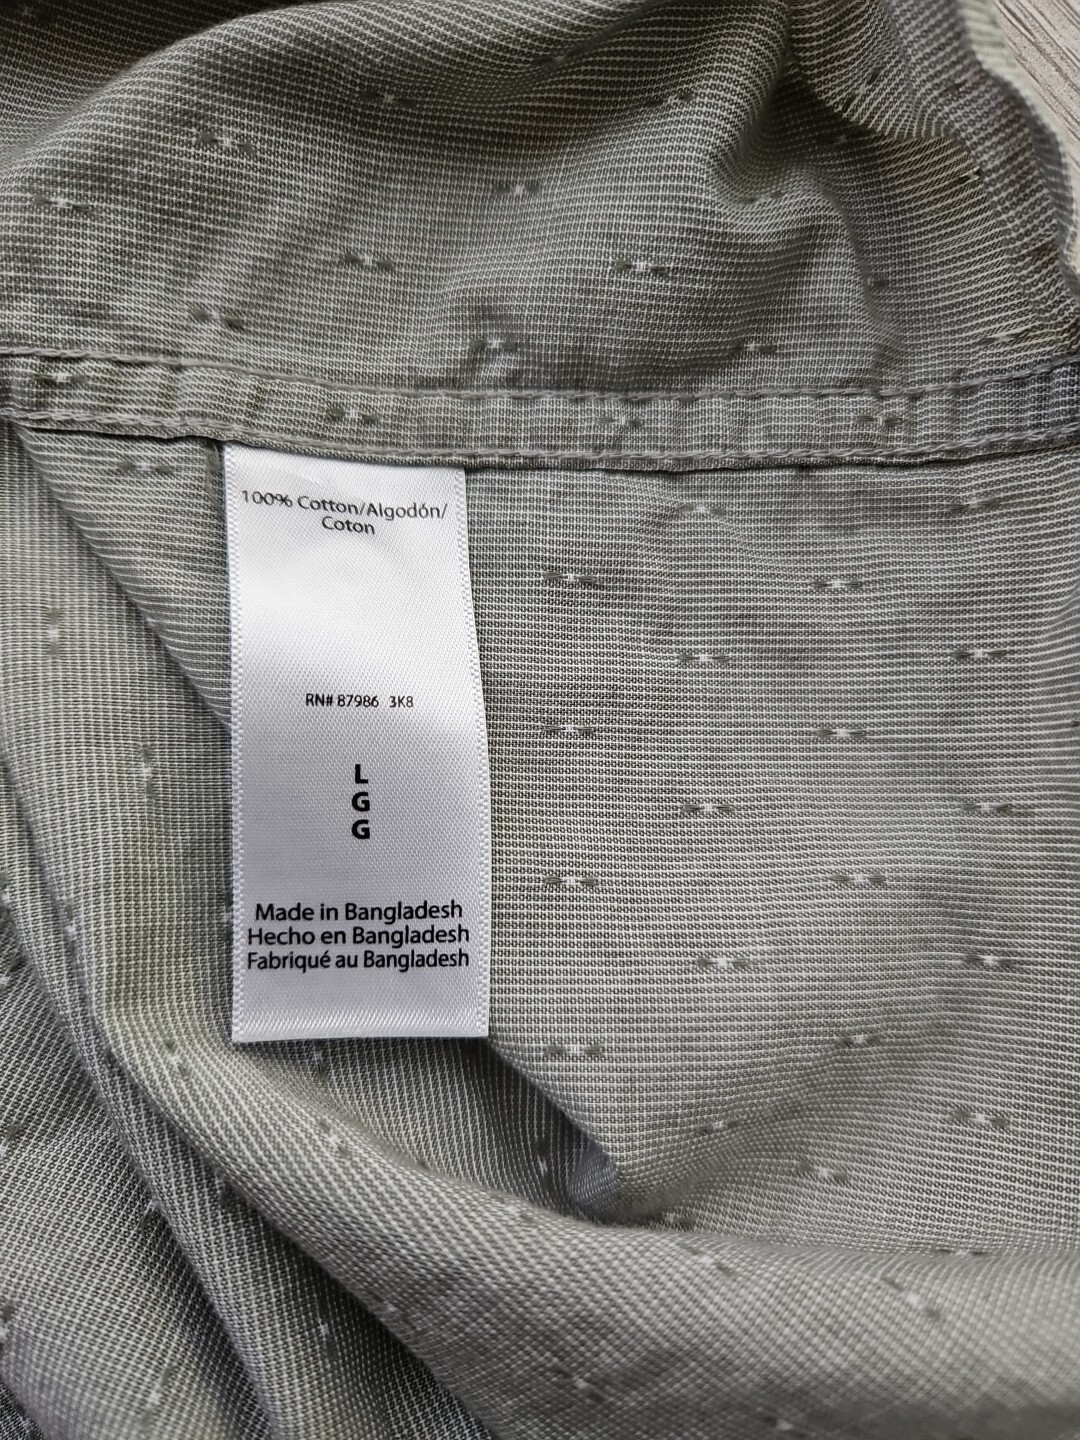 100% Cotton/Algodón/
Coton
RN# 87986 3K8
L
G
G
Made in Bangladesh
Hecho en Bangladesh
Fabriqué au Bangladesh